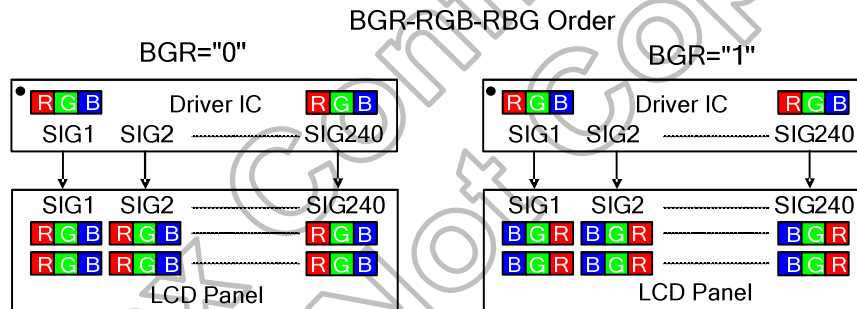 BGR-RGB-RBG Order
BGR="0"
BGR="1"
R G B Driver IC R G B
SIG1 SIG2 SIG240
SIG1 SIG2 SIG240
R G B R G B R G B
R G B R G B R G B
LCD Panel
R G B Driver IC R G B
SIG1 SIG2 SIG240
SIG1 SIG2 SIG240
B G R B G R B G R
B G R B G R B G R
LCD Panel